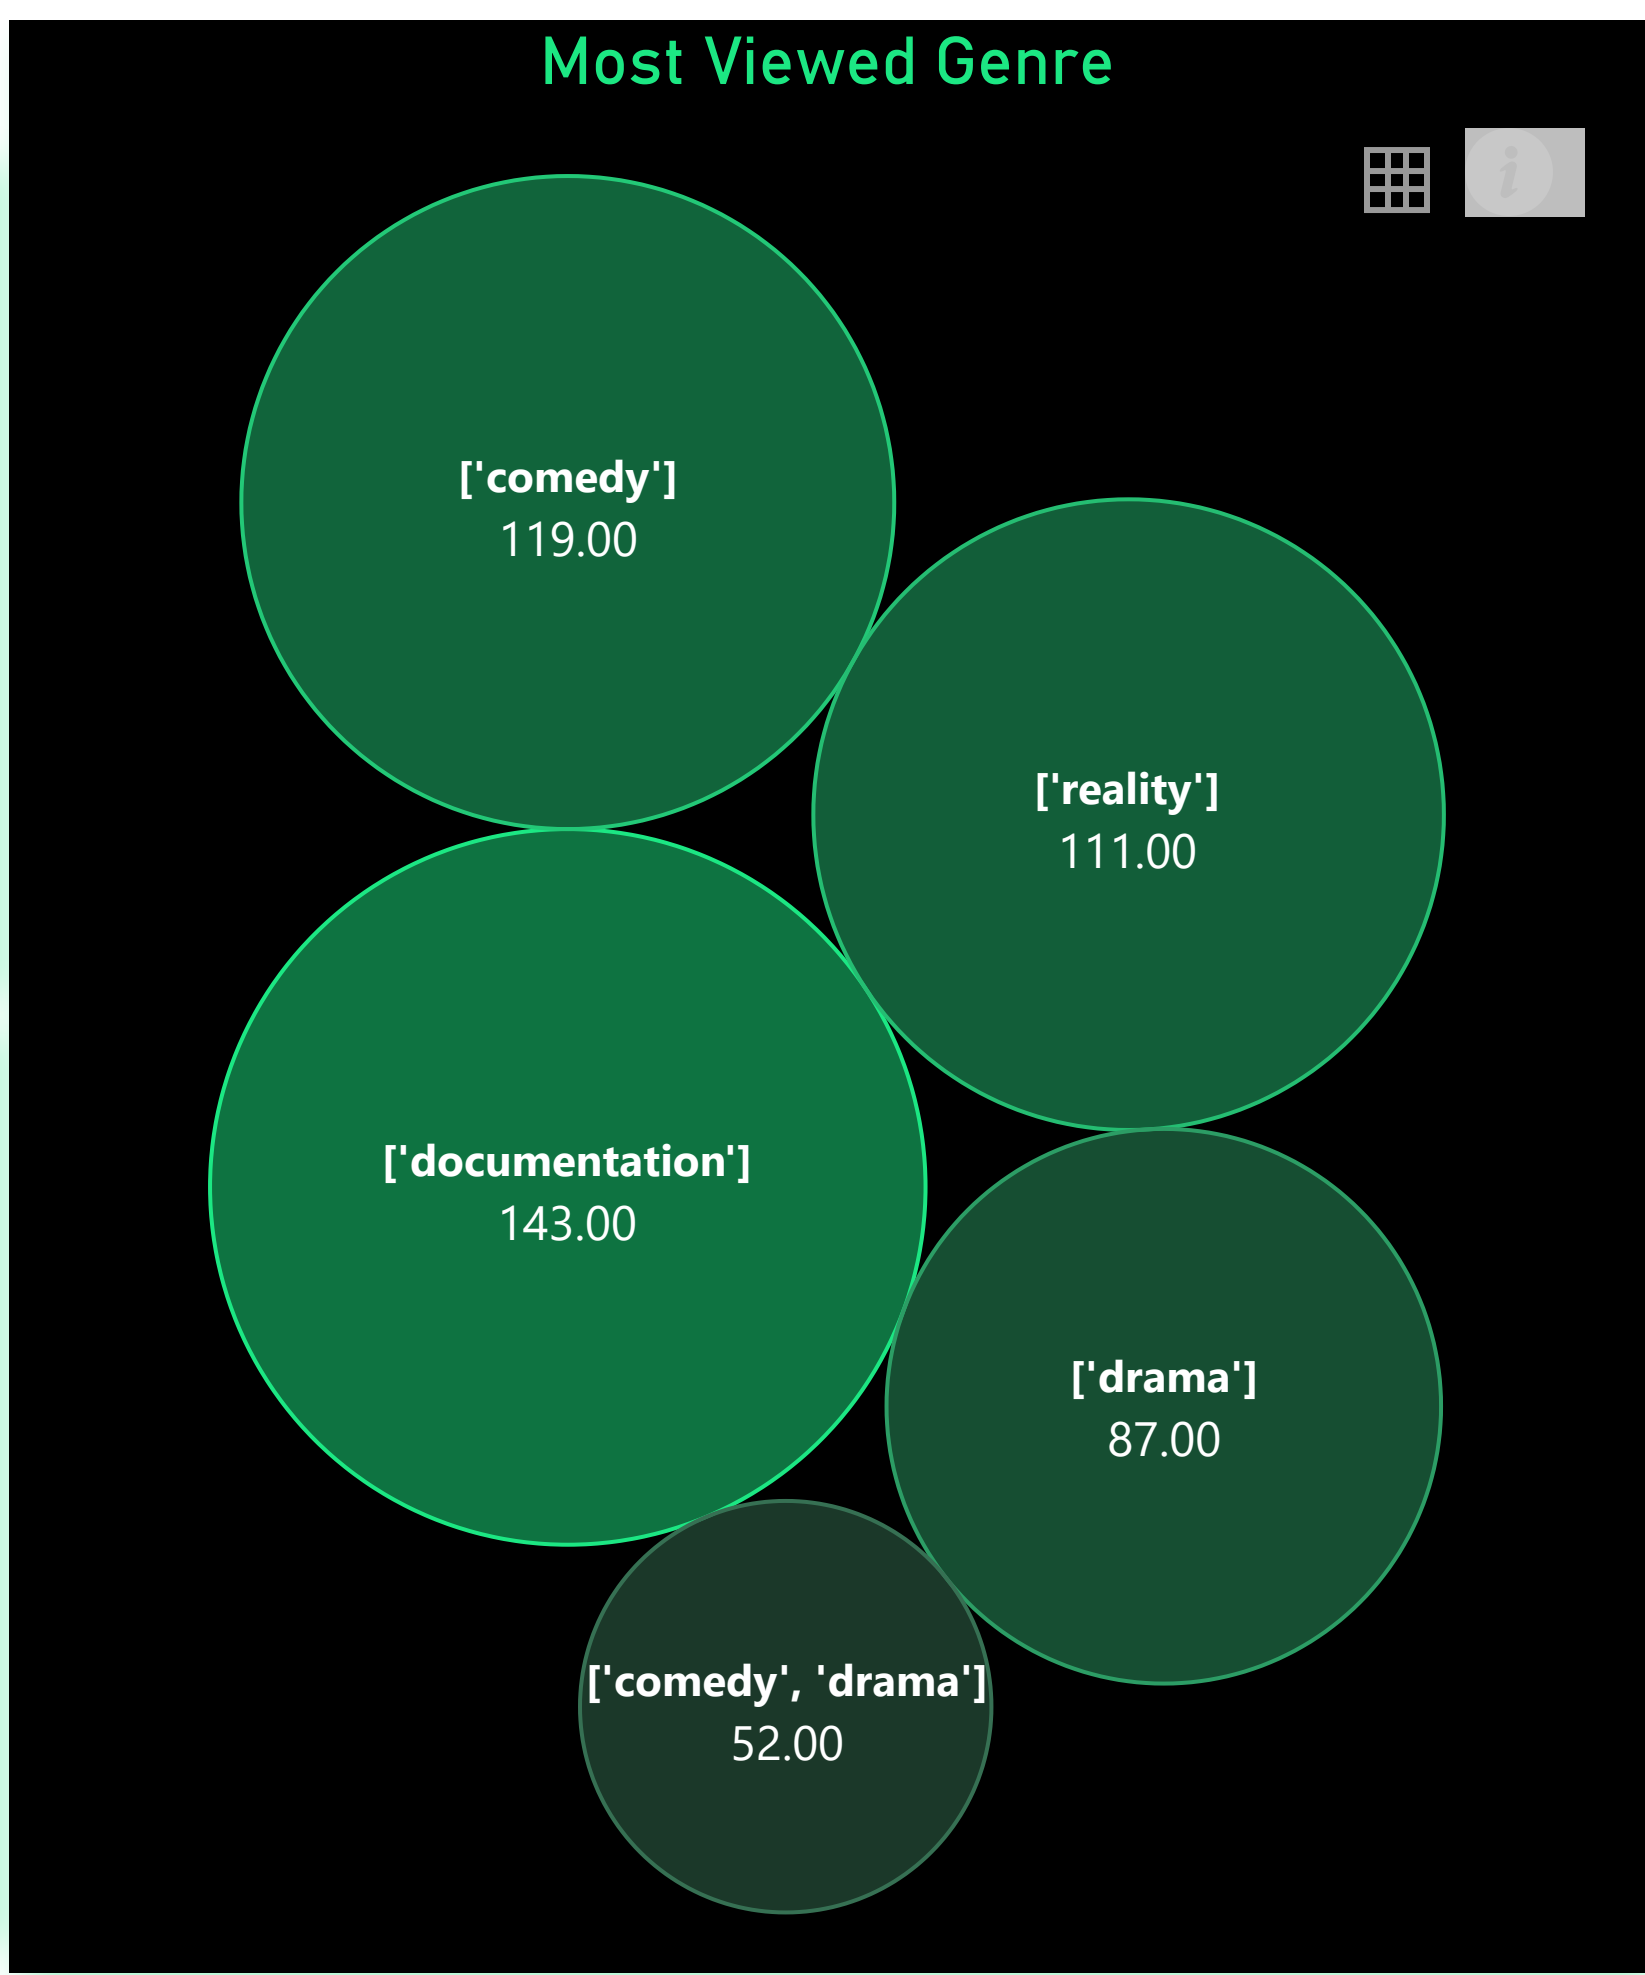 Most Viewed Genre
i
['comedy']
119.00
['reality']
111.00
['documentation']
143.00
['drama']
87.00
['comedy', 'drama']
52.00